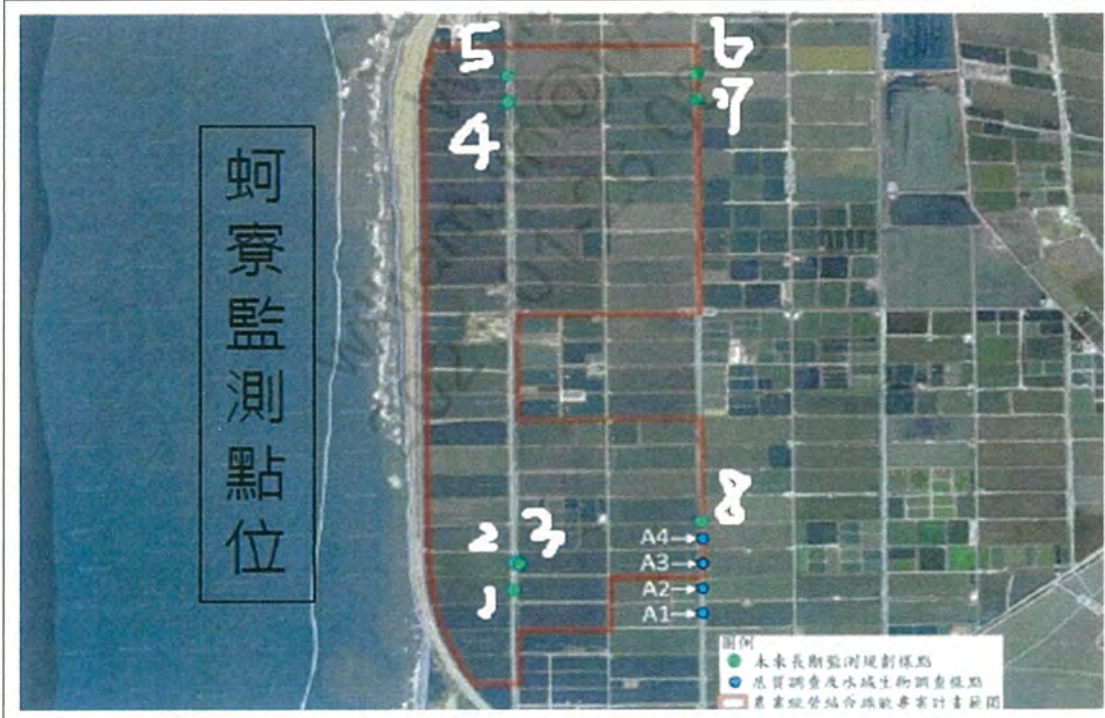 蚵寮監測點位
5
6
4
7
8
2 3
1
A4
A3
A2
A1
圖例
未來長期監測規劃樣點
底質調查及水域生物調查樣點
農業經營結合綠能專案計畫範圍